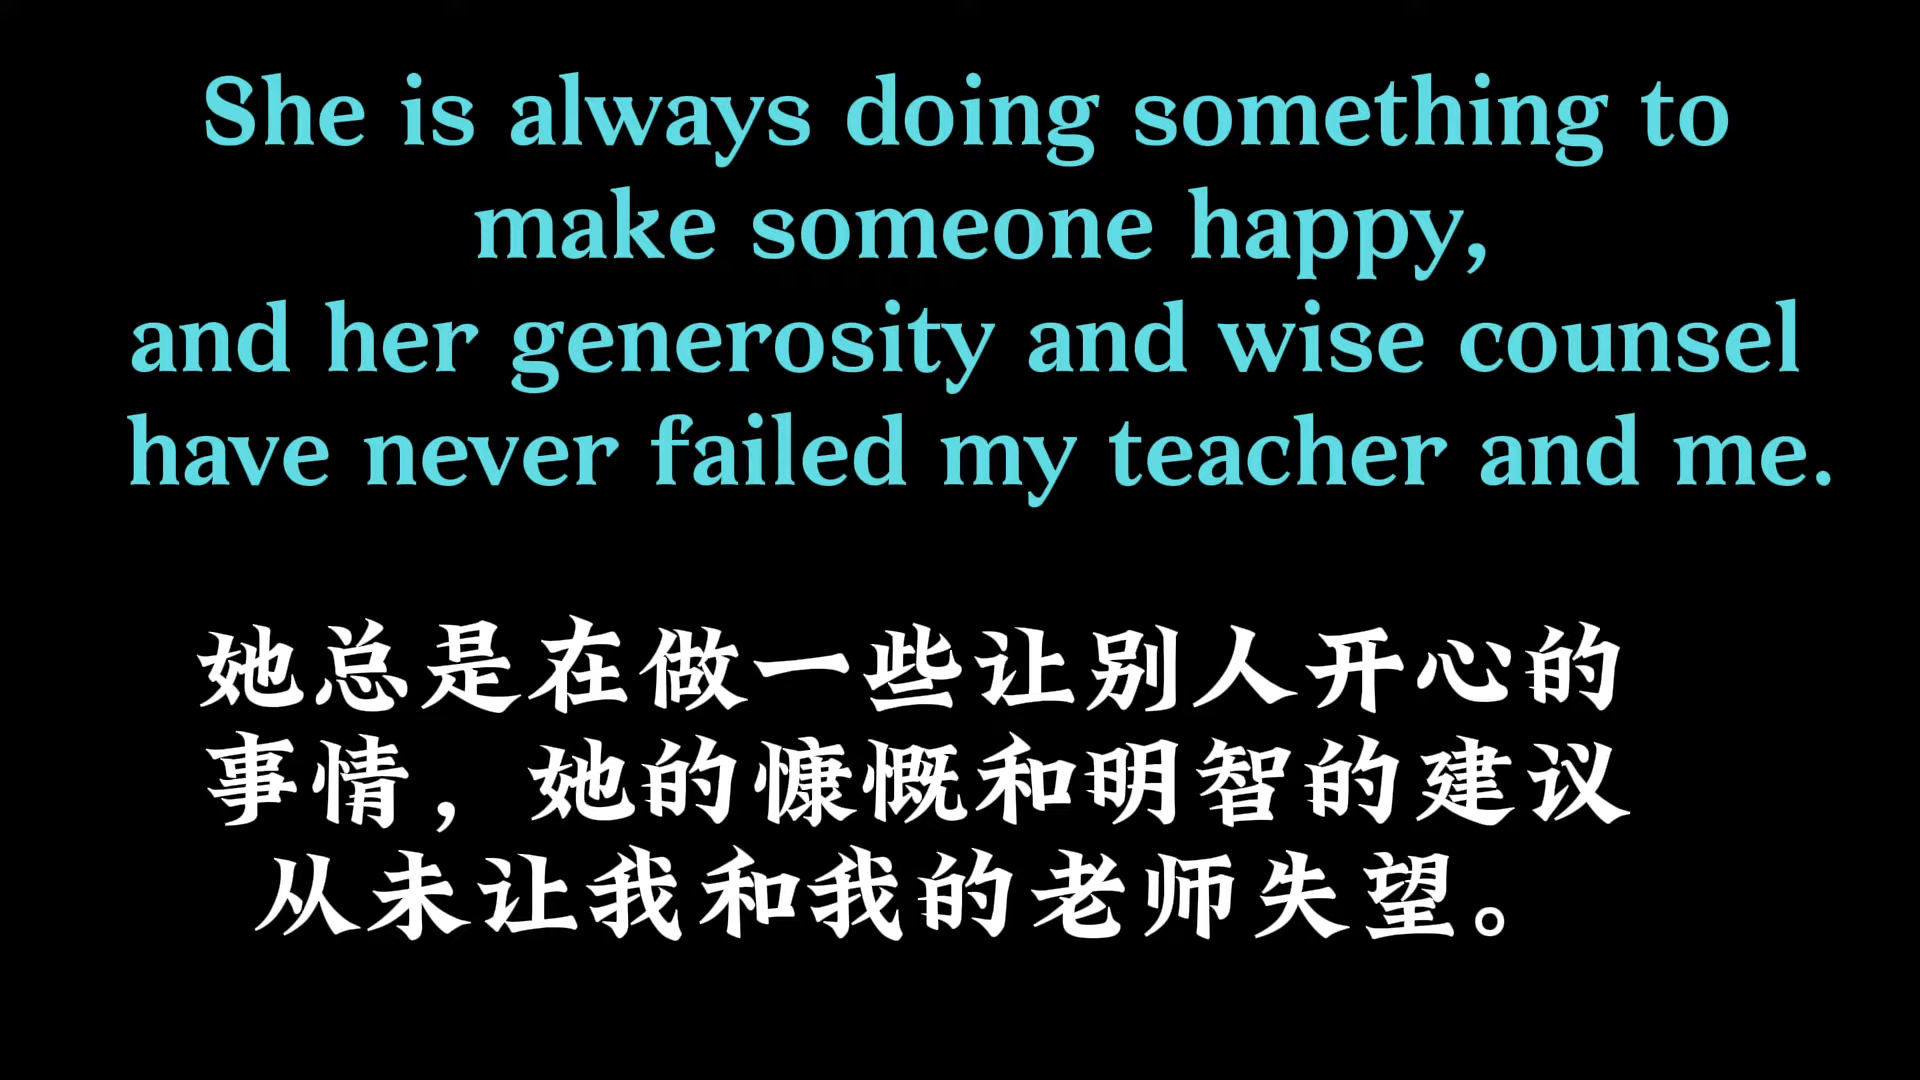 She is always doing something to
make someone happy,
and her generosity and wise counsel
have never failed my teacher and me.
她总是在做一些让别人开心的
事情，她的慷慨和明智的建议
从未让我和我的老师失望。